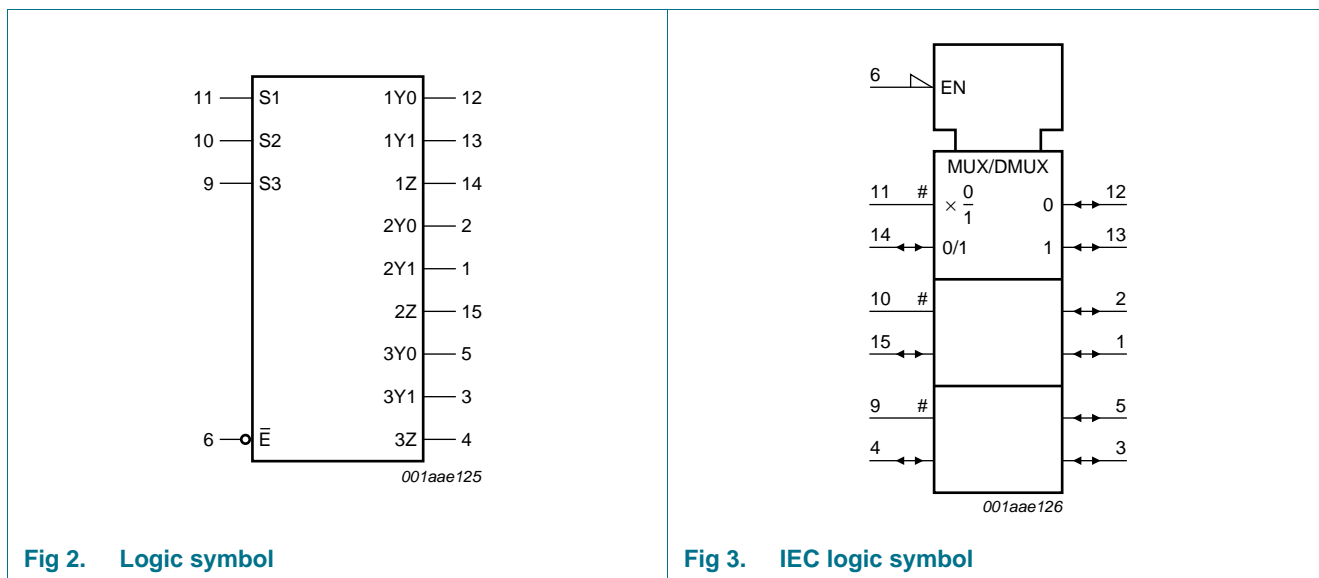 11 S1 1Y0 12
10 S2 1Y1 13
9 S3 1Z 14
2Y0 2
2Y1 1
2Z 15
3Y0 5
3Y1 3
6 E̅ 3Z 4
001aae125
Fig 2. Logic symbol
6 EN
MUX/DMUX
11 # × 0/1 0 12
14 0/1 1 13
10 # 2
15 1
9 # 5
4 3
001aae126
Fig 3. IEC logic symbol